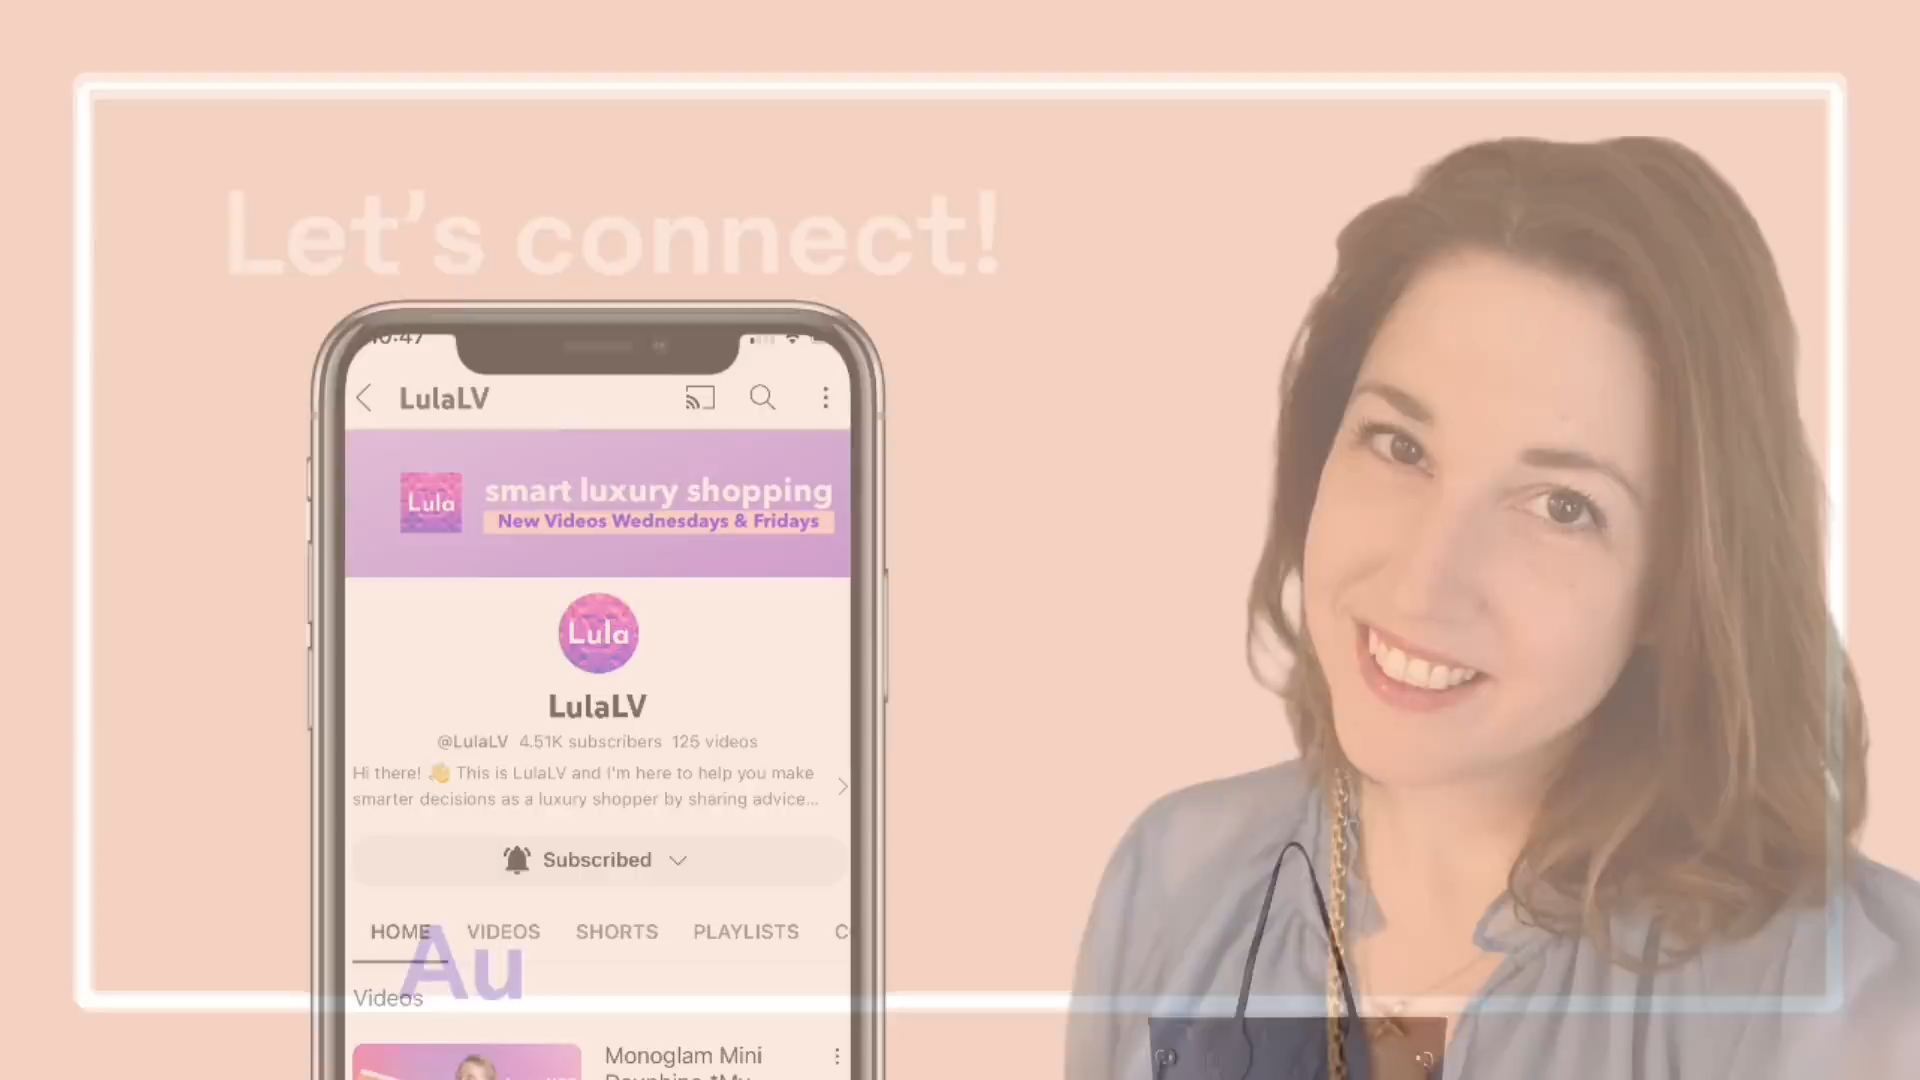 Let's connect!
LulaLV
Lula
smart luxury shopping
New Videos Wednesdays & Fridays
Lula
LulaLV
@LulaLV 4.51K subscribers 125 videos
Hi there! 👋 This is LulaLV and I'm here to help you make
smarter decisions as a luxury shopper by sharing advice...
Subscribed
HOME VIDEOS SHORTS PLAYLISTS
Au
Videos
Monoglam Mini